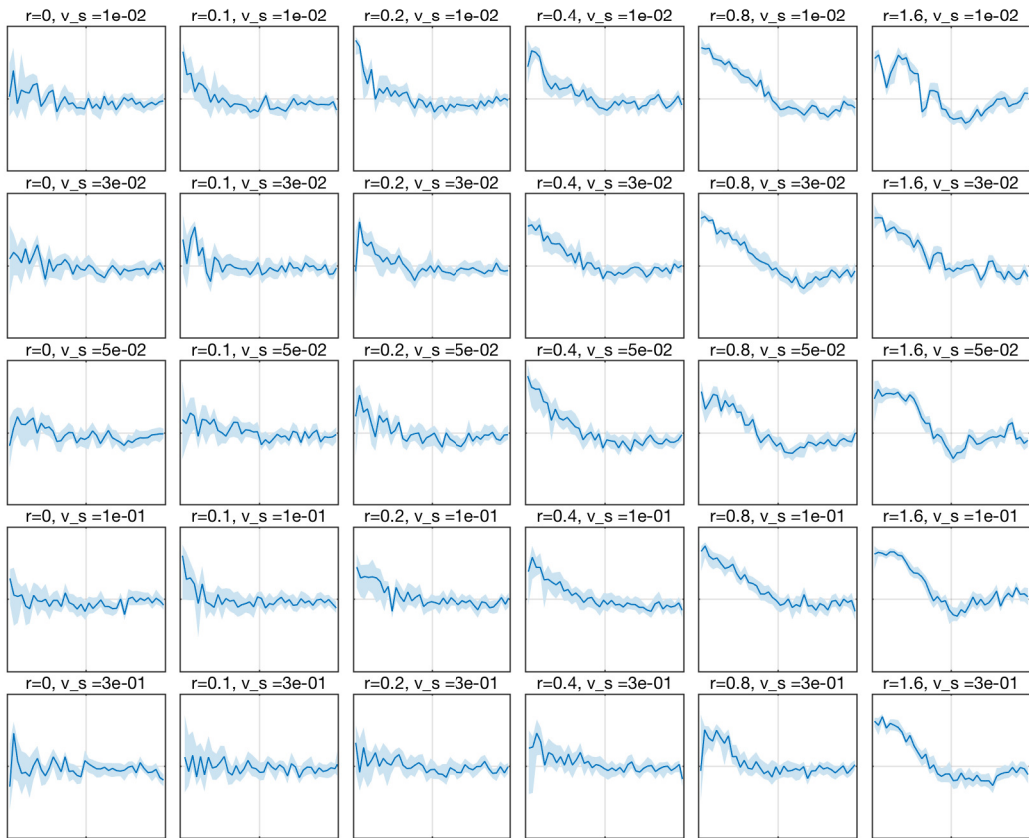 r=0, v_s =1e-02 r=0.1, v_s =1e-02 r=0.2, v_s =1e-02 r=0.4, v_s =1e-02 r=0.8, v_s =1e-02 r=1.6, v_s =1e-02
r=0, v_s =3e-02 r=0.1, v_s =3e-02 r=0.2, v_s =3e-02 r=0.4, v_s =3e-02 r=0.8, v_s =3e-02 r=1.6, v_s =3e-02
r=0, v_s =5e-02 r=0.1, v_s =5e-02 r=0.2, v_s =5e-02 r=0.4, v_s =5e-02 r=0.8, v_s =5e-02 r=1.6, v_s =5e-02
r=0, v_s =1e-01 r=0.1, v_s =1e-01 r=0.2, v_s =1e-01 r=0.4, v_s =1e-01 r=0.8, v_s =1e-01 r=1.6, v_s =1e-01
r=0, v_s =3e-01 r=0.1, v_s =3e-01 r=0.2, v_s =3e-01 r=0.4, v_s =3e-01 r=0.8, v_s =3e-01 r=1.6, v_s =3e-01